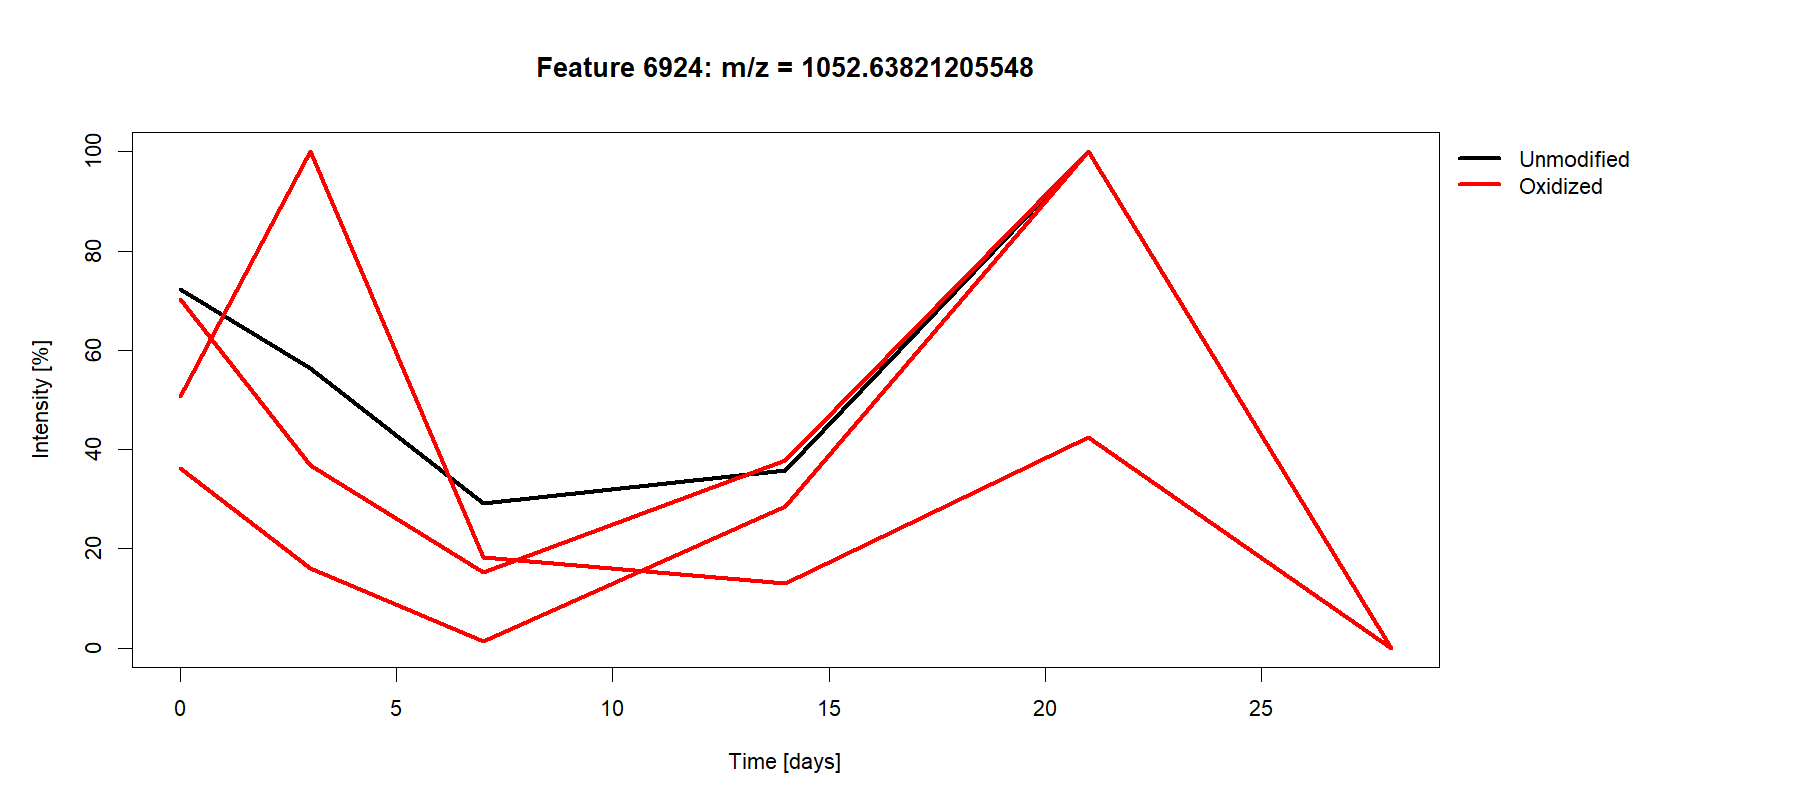 Feature 6924: m/z = 1052.63821205548
Unmodified
Oxidized
Intensity [%]
100
80
60
40
20
0
0 5 10 15 20 25
Time [days]